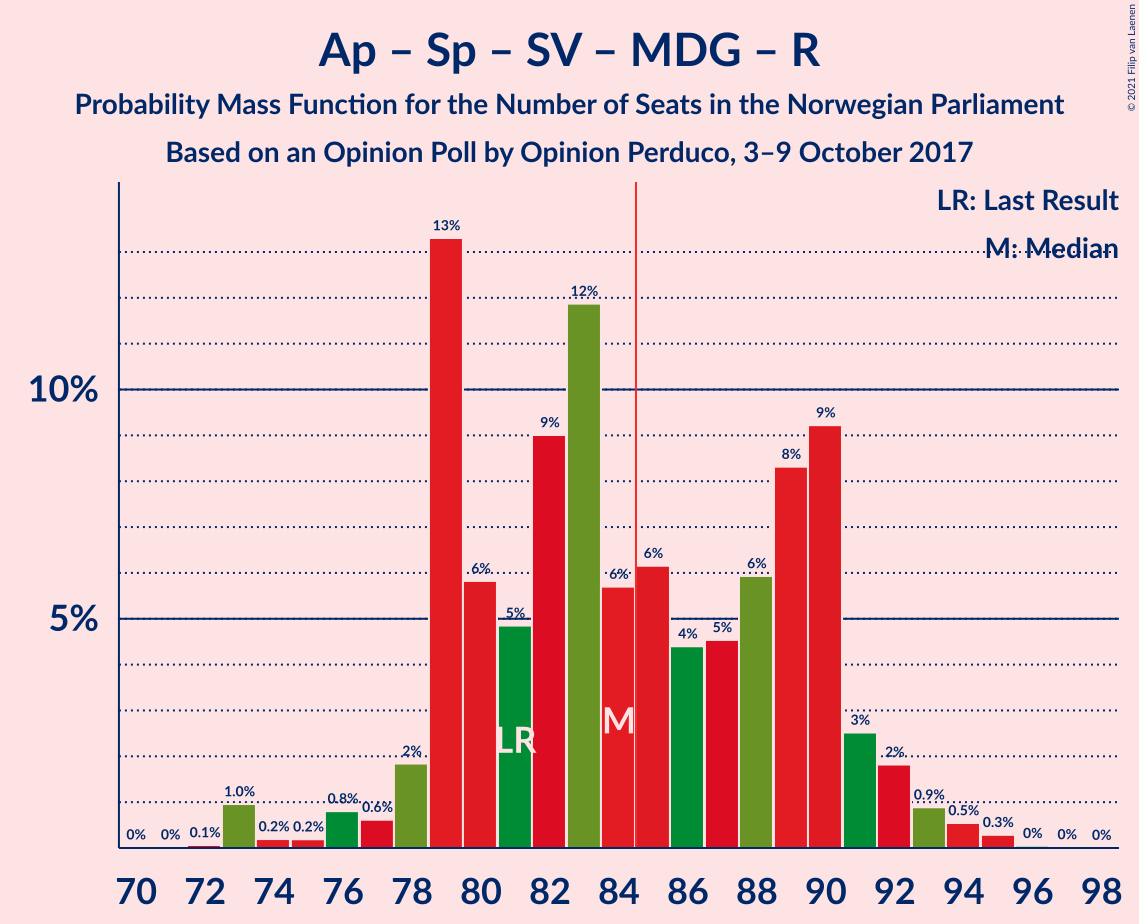 Ap – Sp – SV – MDG – R
Probability Mass Function for the Number of Seats in the Norwegian Parliament
Based on an Opinion Poll by Opinion Perduco, 3–9 October 2017
© 2021 Filip van Laenen
LR: Last Result
M: Median
10%
5%
0% 0% 0.1% 1.0% 0.2% 0.2% 0.8% 0.6% 2% 13% 6% 5% 9% 12% 6% 6% 4% 5% 6% 8% 9% 3% 2% 0.9% 0.5% 0.3% 0% 0% 0%
LR M
70 72 74 76 78 80 82 84 86 88 90 92 94 96 98